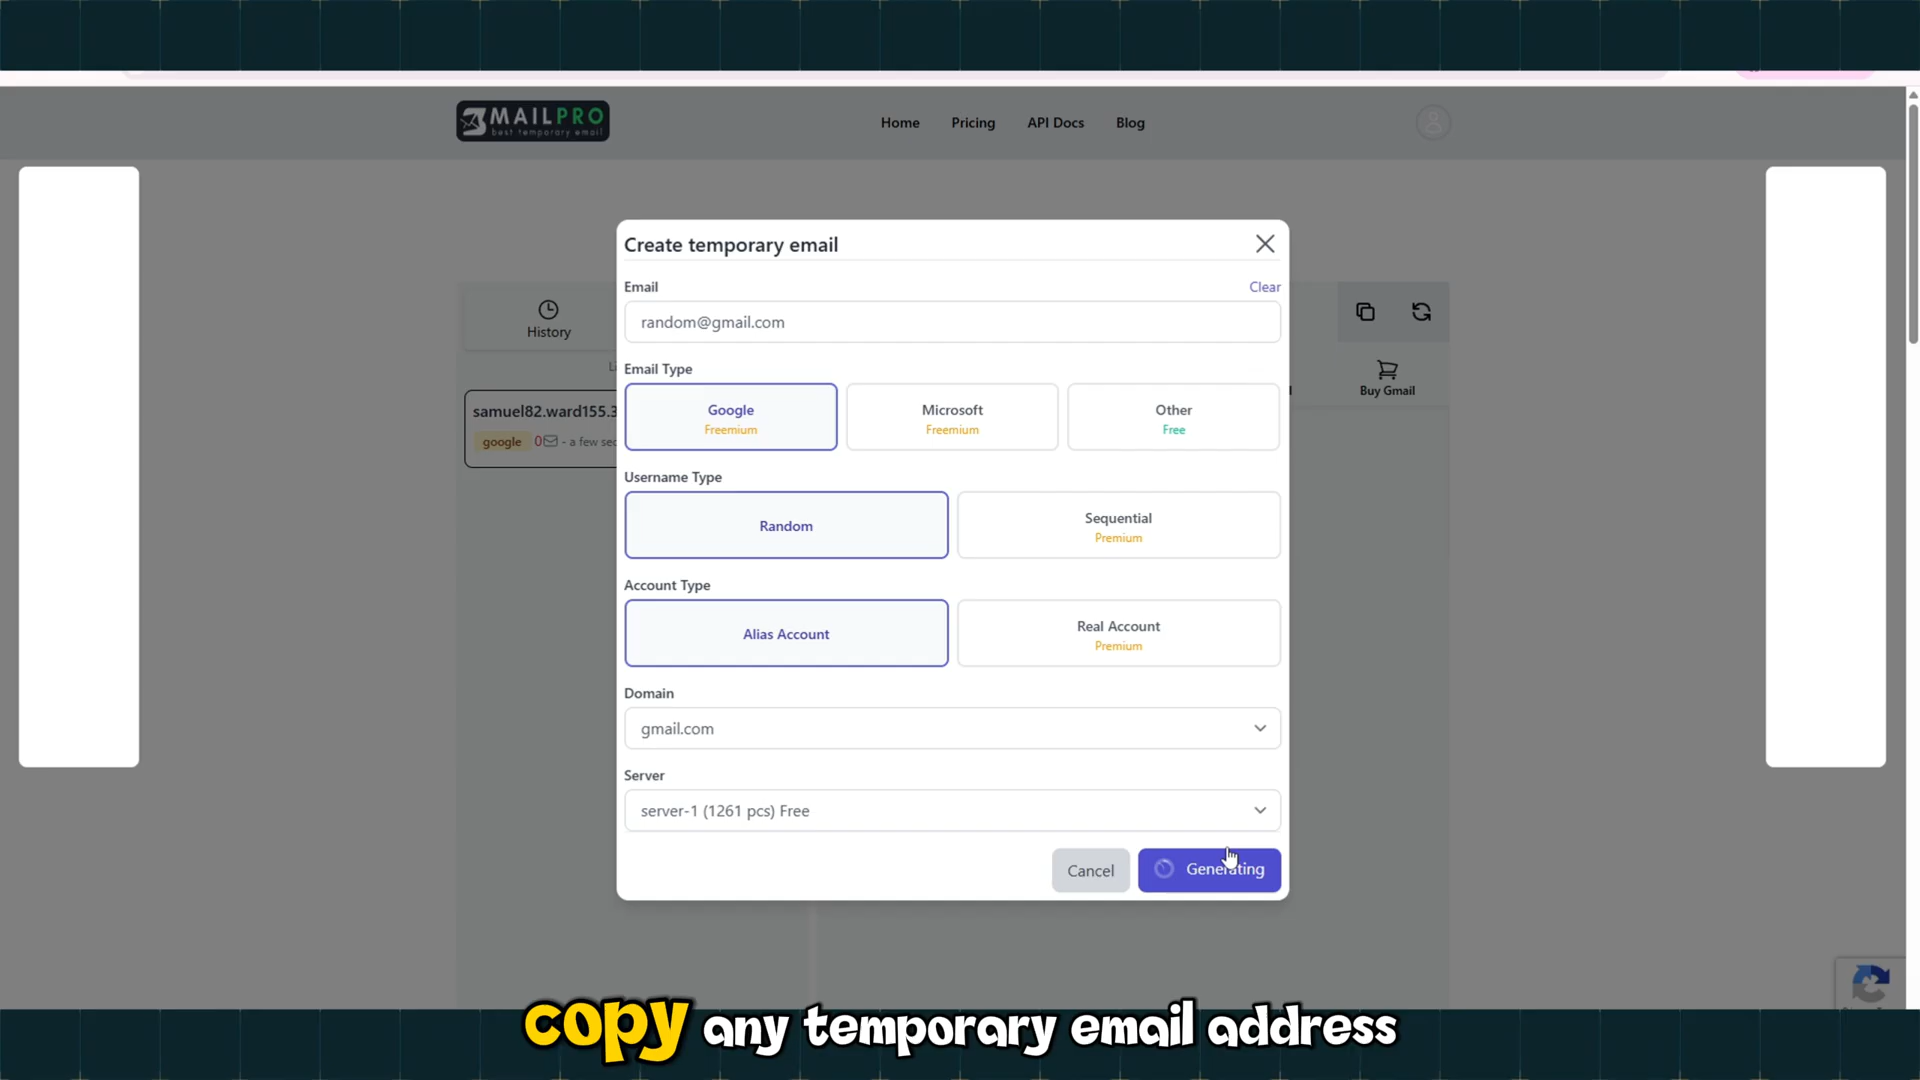 MAILPRO
best temporary email
Home
Pricing
API Docs
Blog
Create temporary email
Email
Clear
random@gmail.com
History
Email Type
Buy Gmail
samuel82.ward155.3
Google
Freemium
Microsoft
Freemium
Other
Free
google 0 - a few sec
Username Type
Random
Sequential
Premium
Account Type
Alias Account
Real Account
Premium
Domain
gmail.com
Server
server-1 (1261 pcs) Free
Cancel
Generating
copy any temporary email address